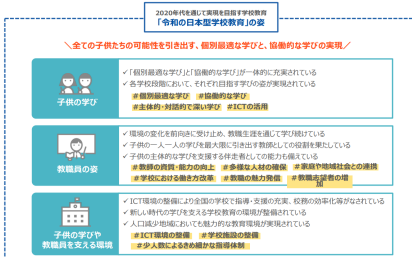 2020年代を通じて実現を目指す学校教育
「令和の日本型学校教育」の姿
＼全ての子供たちの可能性を引き出す、個別最適な学びと、協働的な学びの実現／
子供の学び
✓「個別最適な学び」と「協働的な学び」が一体的に充実されている
✓各学校段階において、それぞれ目指す学びの姿が実現されている
#個別最適な学び #協働的な学び
#主体的・対話的で深い学び #ICTの活用
教職員の姿
✓環境の変化を前向きに受け止め、教職生涯を通じて学び続けている
✓子供の一人一人の学びを最大限に引き出す教師としての役割を果たしている
✓子供の主体的な学びを支援する伴走者としての能力も備えている
#教師の資質・能力の向上 #多様な人材の確保 #家庭や地域社会との連携
#学校における働き方改革 #教職の魅力発信 #教職志望者の増加
子供の学びや
教職員を支える環境
✓ICT環境の整備により全国の学校で指導・支援の充実、校務の効率化等がなされている
✓新しい時代の学びを支える学校教育の環境が整備されている
✓人口減少地域においても魅力的な教育環境が実現されている
#ICT環境の整備 #学校施設の整備
#少人数によるきめ細かな指導体制